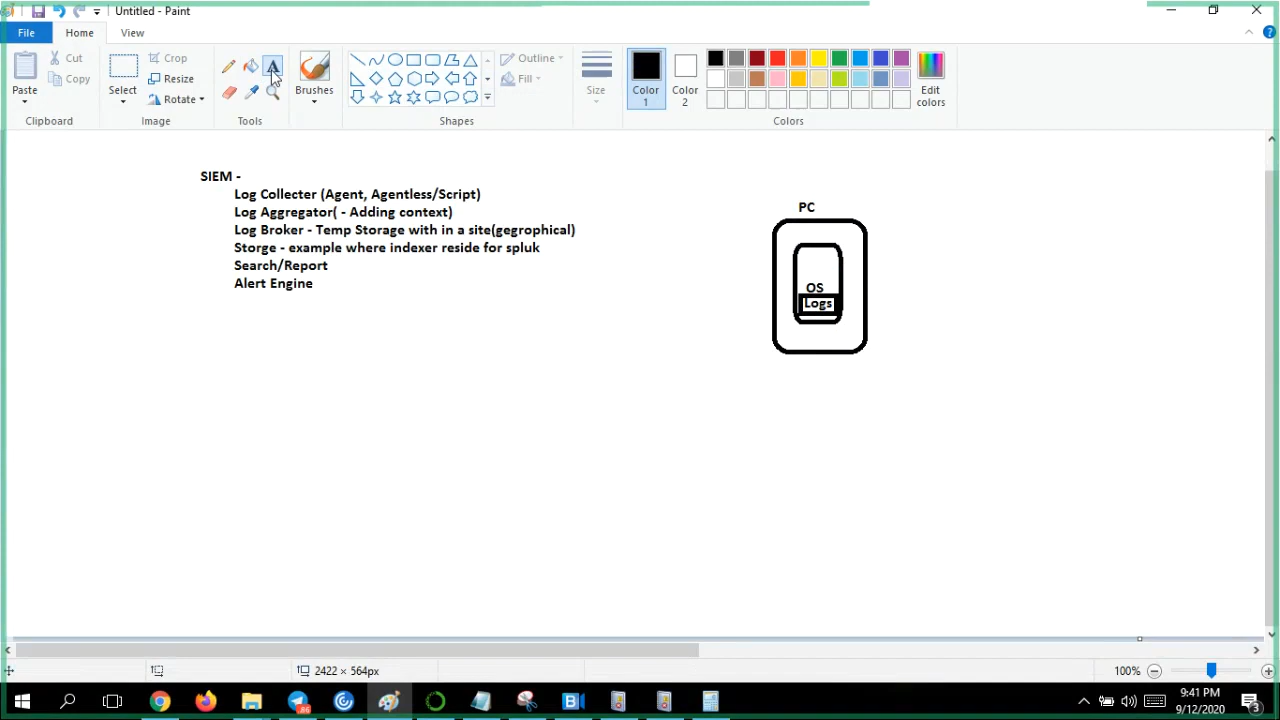 Untitled - Paint
File
Home
View
Paste
Cut
Copy
Clipboard
Select
Crop
Resize
Rotate
Image
Tools
Brushes
Outline
Fill
Shapes
Size
Color 1
Color 2
Edit colors
Colors
SIEM -
Log Collecter (Agent, Agentless/Script)
Log Aggregator( - Adding context)
Log Broker - Temp Storage with in a site(gegrophical)
Storge - example where indexer reside for spluk
Search/Report
Alert Engine
PC
OS
Logs
2422 × 564px
100%
86
9:41 PM
9/12/2020
3